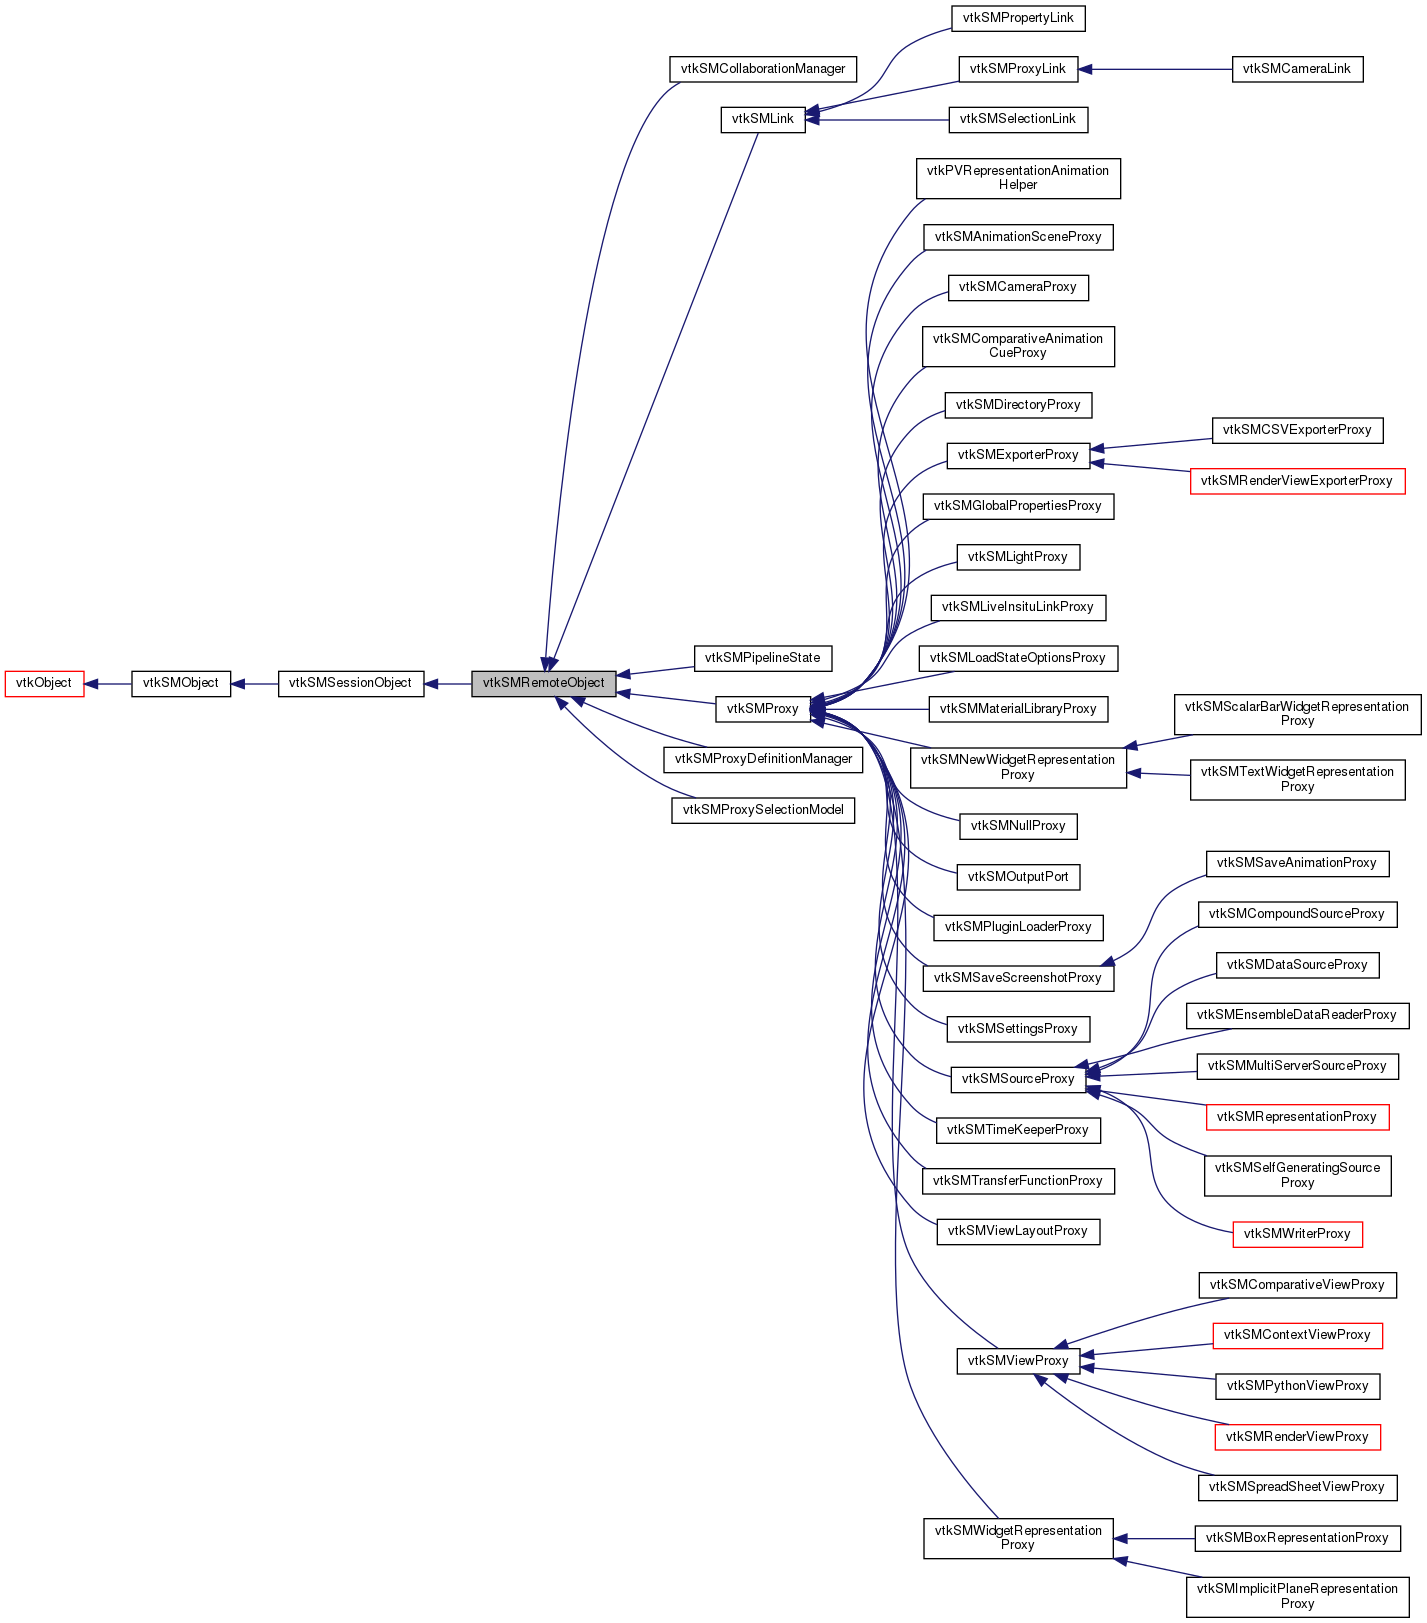 vtkSMPropertyLink
vtkSMCollaborationManager
vtkSMProxyLink
vtkSMCameraLink
vtkSMLink
vtkSMSelectionLink
vtkPVRepresentationAnimation
Helper
vtkSMAnimationSceneProxy
vtkSMCameraProxy
vtkSMComparativeAnimation
CueProxy
vtkSMDirectoryProxy
vtkSMExporterProxy
vtkSMCSVExporterProxy
vtkSMRenderViewExporterProxy
vtkSMGlobalPropertiesProxy
vtkSMLightProxy
vtkSMLiveInsituLinkProxy
vtkSMPipelineState
vtkSMLoadStateOptionsProxy
vtkObject
vtkSMObject
vtkSMSessionObject
vtkSMRemoteObject
vtkSMProxy
vtkSMMaterialLibraryProxy
vtkSMScalarBarWidgetRepresentation
Proxy
vtkSMProxyDefinitionManager
vtkSMNewWidgetRepresentation
Proxy
vtkSMTextWidgetRepresentation
Proxy
vtkSMProxySelectionModel
vtkSMNullProxy
vtkSMOutputPort
vtkSMSaveAnimationProxy
vtkSMPluginLoaderProxy
vtkSMCompoundSourceProxy
vtkSMSaveScreenshotProxy
vtkSMDataSourceProxy
vtkSMSettingsProxy
vtkSMEnsembleDataReaderProxy
vtkSMSourceProxy
vtkSMMultiServerSourceProxy
vtkSMRepresentationProxy
vtkSMTimeKeeperProxy
vtkSMSelfGeneratingSource
Proxy
vtkSMTransferFunctionProxy
vtkSMViewLayoutProxy
vtkSMWriterProxy
vtkSMComparativeViewProxy
vtkSMContextViewProxy
vtkSMViewProxy
vtkSMPythonViewProxy
vtkSMRenderViewProxy
vtkSMSpreadSheetViewProxy
vtkSMWidgetRepresentation
Proxy
vtkSMBoxRepresentationProxy
vtkSMImplicitPlaneRepresentation
Proxy